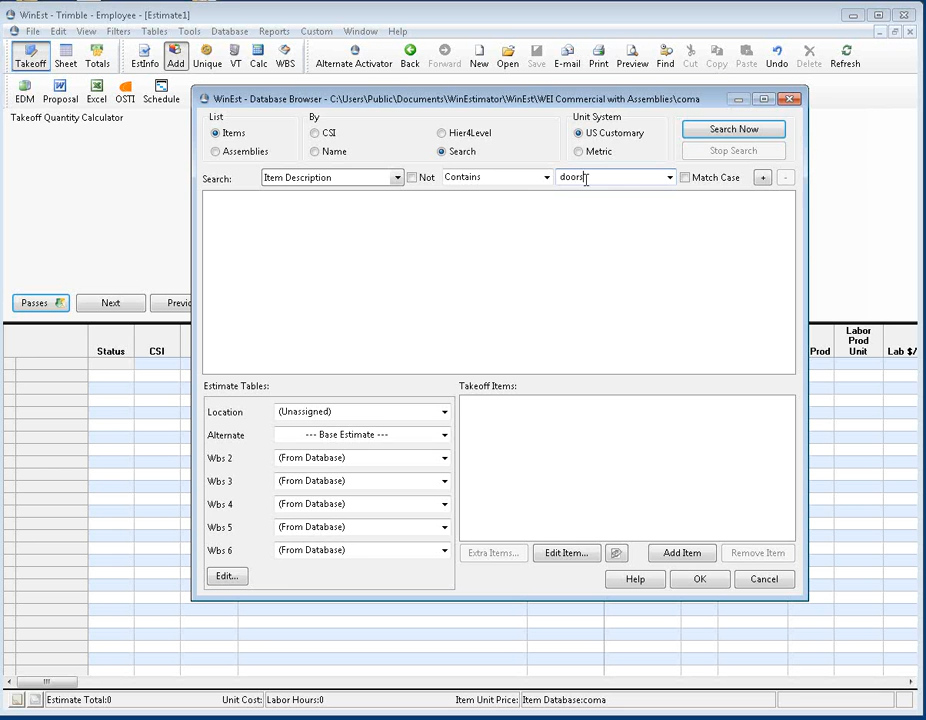 WinEst - Trimble - Employee - [Estimate1]
File Edit View Filters Tables Tools Database Reports Custom Window Help
Takeoff Sheet Totals EstInfo Add Unique VT Calc WBS Alternate Activator Back Forward New Open Save E-mail Print Preview Find Cut Copy Paste Undo Delete Refresh
EDM Proposal Excel OSTI Schedule
Takeoff Quantity Calculator
WinEst - Database Browser - C:\Users\Public\Documents\WinEstimator\WinEst\WEI Commercial with Assemblies\coma
List By Unit System
Items CSI Hier4Level US Customary Search Now
Assemblies Name Search Metric Stop Search
Search: Item Description Not Contains doors Match Case + -
Passes Next Previo
Status CSI Prod Labor Prod Unit Lab $/
Estimate Tables: Takeoff Items:
Location (Unassigned)
Alternate --- Base Estimate ---
Wbs 2 (From Database)
Wbs 3 (From Database)
Wbs 4 (From Database)
Wbs 5 (From Database)
Wbs 6 (From Database)
Extra Items... Edit Item... Add Item Remove Item
Edit... Help OK Cancel
Estimate Total:0 Unit Cost: Labor Hours:0 Item Unit Price: Item Database:coma